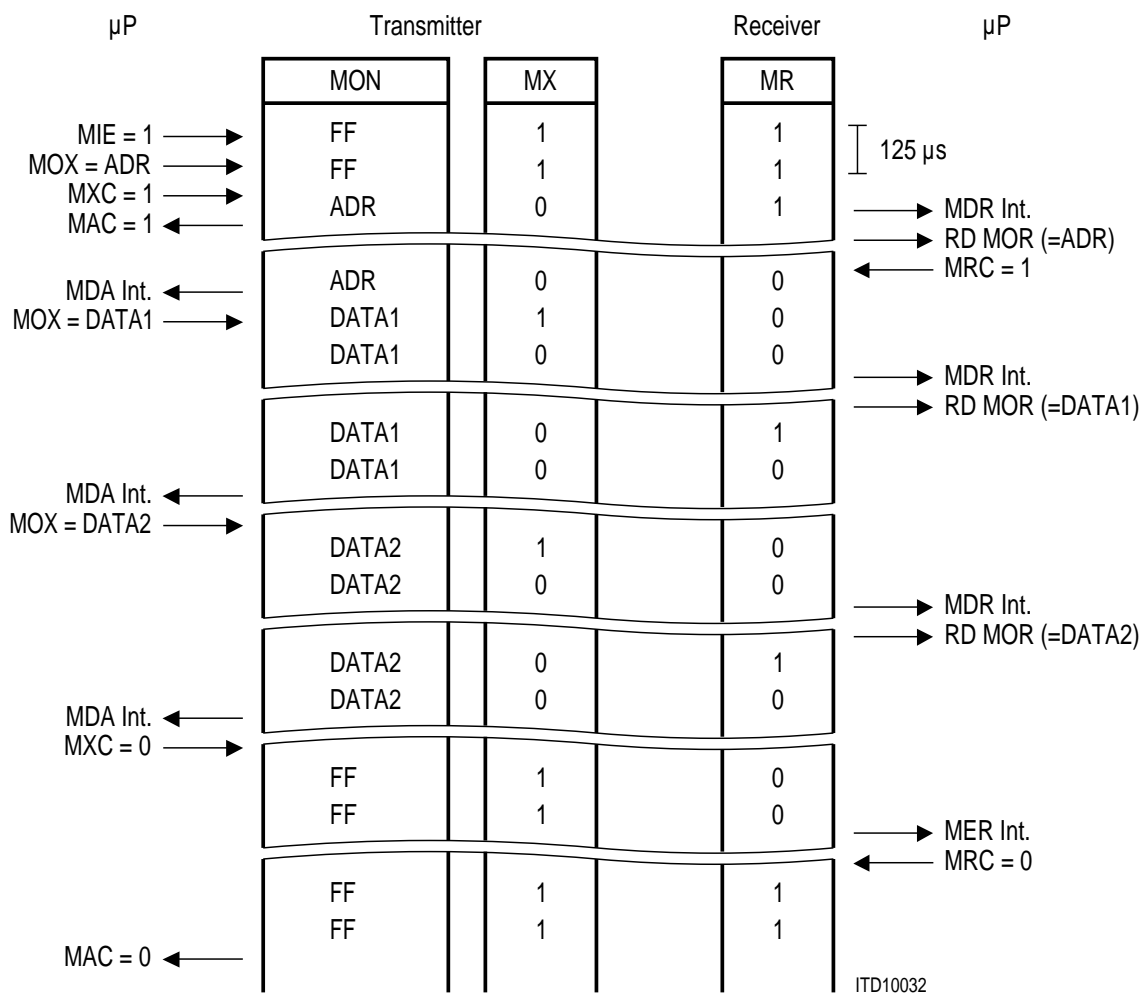 µP Transmitter Receiver µP
MON MX MR
MIE = 1 FF 1 1
125 µs
MOX = ADR FF 1 1
MXC = 1
ADR 0 1 MDR Int.
MAC = 1
RD MOR (=ADR)
MRC = 1
ADR 0 0
MDA Int.
MOX = DATA1 DATA1 1 0
DATA1 0 0
MDR Int.
RD MOR (=DATA1)
DATA1 0 1
DATA1 0 0
MDA Int.
MOX = DATA2
DATA2 1 0
DATA2 0 0
MDR Int.
RD MOR (=DATA2)
DATA2 0 1
DATA2 0 0
MDA Int.
MXC = 0
FF 1 0
FF 1 0
MER Int.
MRC = 0
FF 1 1
FF 1 1
MAC = 0
ITD10032